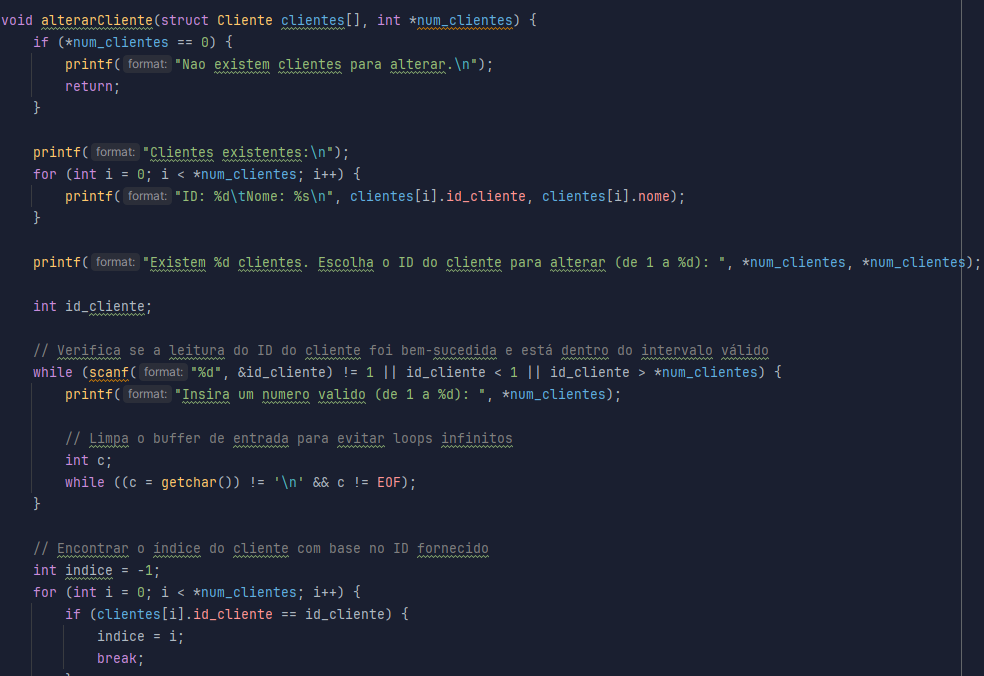 void alterarCliente(struct Cliente clientes[], int *num_clientes) {
if (*num_clientes == 0) {
printf( format: "Nao existem clientes para alterar.\n");
return;
}
printf( format: "Clientes existentes:\n");
for (int i = 0; i < *num_clientes; i++) {
printf( format: "ID: %d\tNome: %s\n", clientes[i].id_cliente, clientes[i].nome);
}
printf( format: "Existem %d clientes. Escolha o ID do cliente para alterar (de 1 a %d): ", *num_clientes, *num_clientes);
int id_cliente;
// Verifica se a leitura do ID do cliente foi bem-sucedida e está dentro do intervalo válido
while (scanf( format: "%d", &id_cliente) != 1 || id_cliente < 1 || id_cliente > *num_clientes) {
printf( format: "Insira um numero valido (de 1 a %d): ", *num_clientes);
// Limpa o buffer de entrada para evitar loops infinitos
int c;
while ((c = getchar()) != '\n' && c != EOF);
}
// Encontrar o índice do cliente com base no ID fornecido
int indice = -1;
for (int i = 0; i < *num_clientes; i++) {
if (clientes[i].id_cliente == id_cliente) {
indice = i;
break;